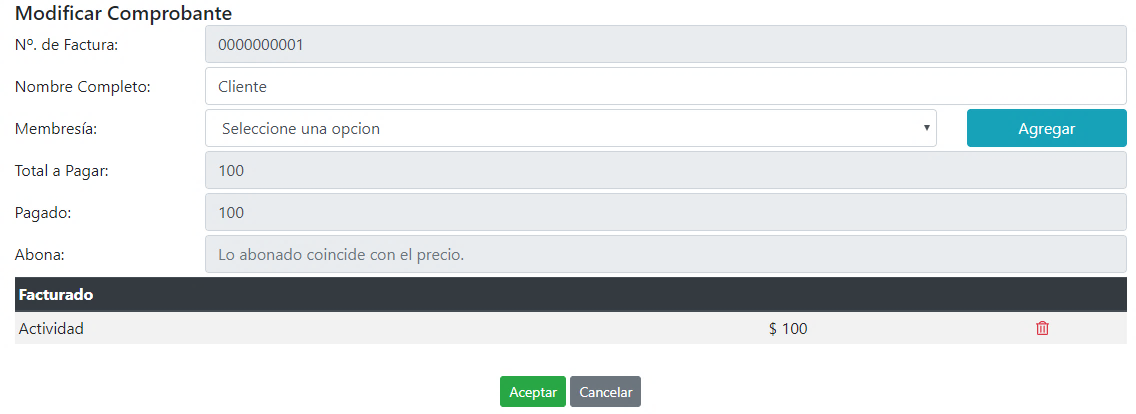 Modificar Comprobante
Nº. de Factura: 0000000001
Nombre Completo: Cliente
Membresía: Seleccione una opcion Agregar
Total a Pagar: 100
Pagado: 100
Abona: Lo abonado coincide con el precio.
Facturado
Actividad $ 100
Aceptar Cancelar